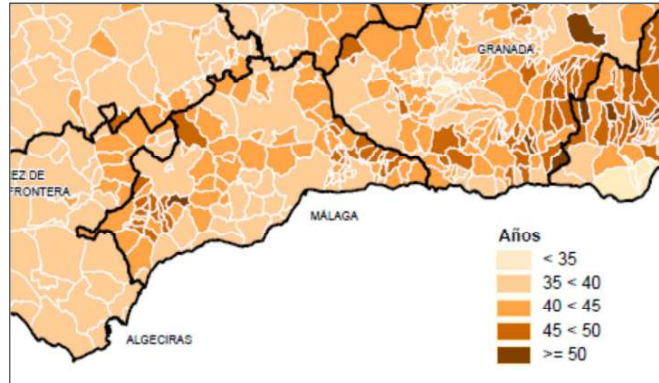 GRANADA
EZ DE
FRONTERA
MÁLAGA
ALGECIRAS
Años
< 35
35 < 40
40 < 45
45 < 50
>= 50